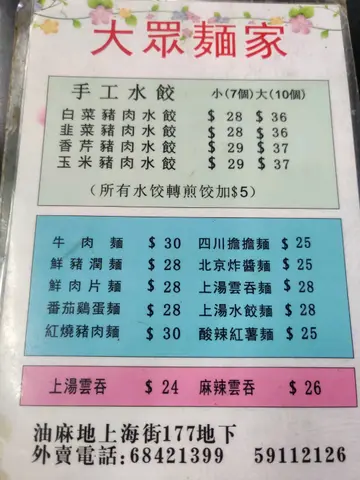 大眾麵家
手工水餃 小(7個)大(10個)
白菜豬肉水餃 $ 28 $ 36
韭菜豬肉水餃 $ 28 $ 36
香芹豬肉水餃 $ 29 $ 37
玉米豬肉水餃 $ 29 $ 37
(所有水饺轉煎饺加$5)
牛肉麵 $ 30 四川擔擔麵 $ 25
鮮豬潤麵 $ 28 北京炸醬麵 $ 25
鮮肉片麵 $ 28 上湯雲吞麵 $ 28
番茄鷄蛋麵 $ 28 上湯水餃麵 $ 28
紅燒豬肉麵 $ 30 酸辣紅薯麵 $ 25
上湯雲吞 $ 24 麻辣雲吞 $ 26
油麻地上海街177地下
外賣電話:68421399 59112126